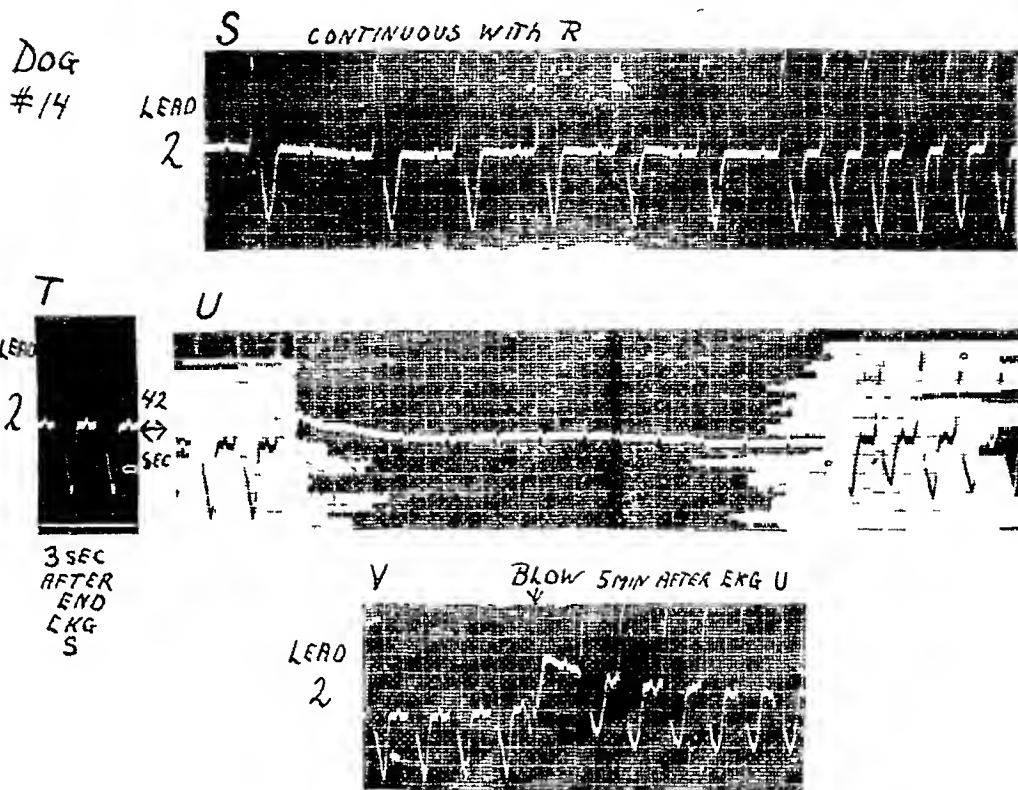 S CONTINUOUS WITH R
DOG
#14
LEAD
2
T
U
LEAD
2
42
SEC
3 SEC
AFTER
END
EKG
S
V BLOW 5 MIN AFTER EKG U
LEAD
2